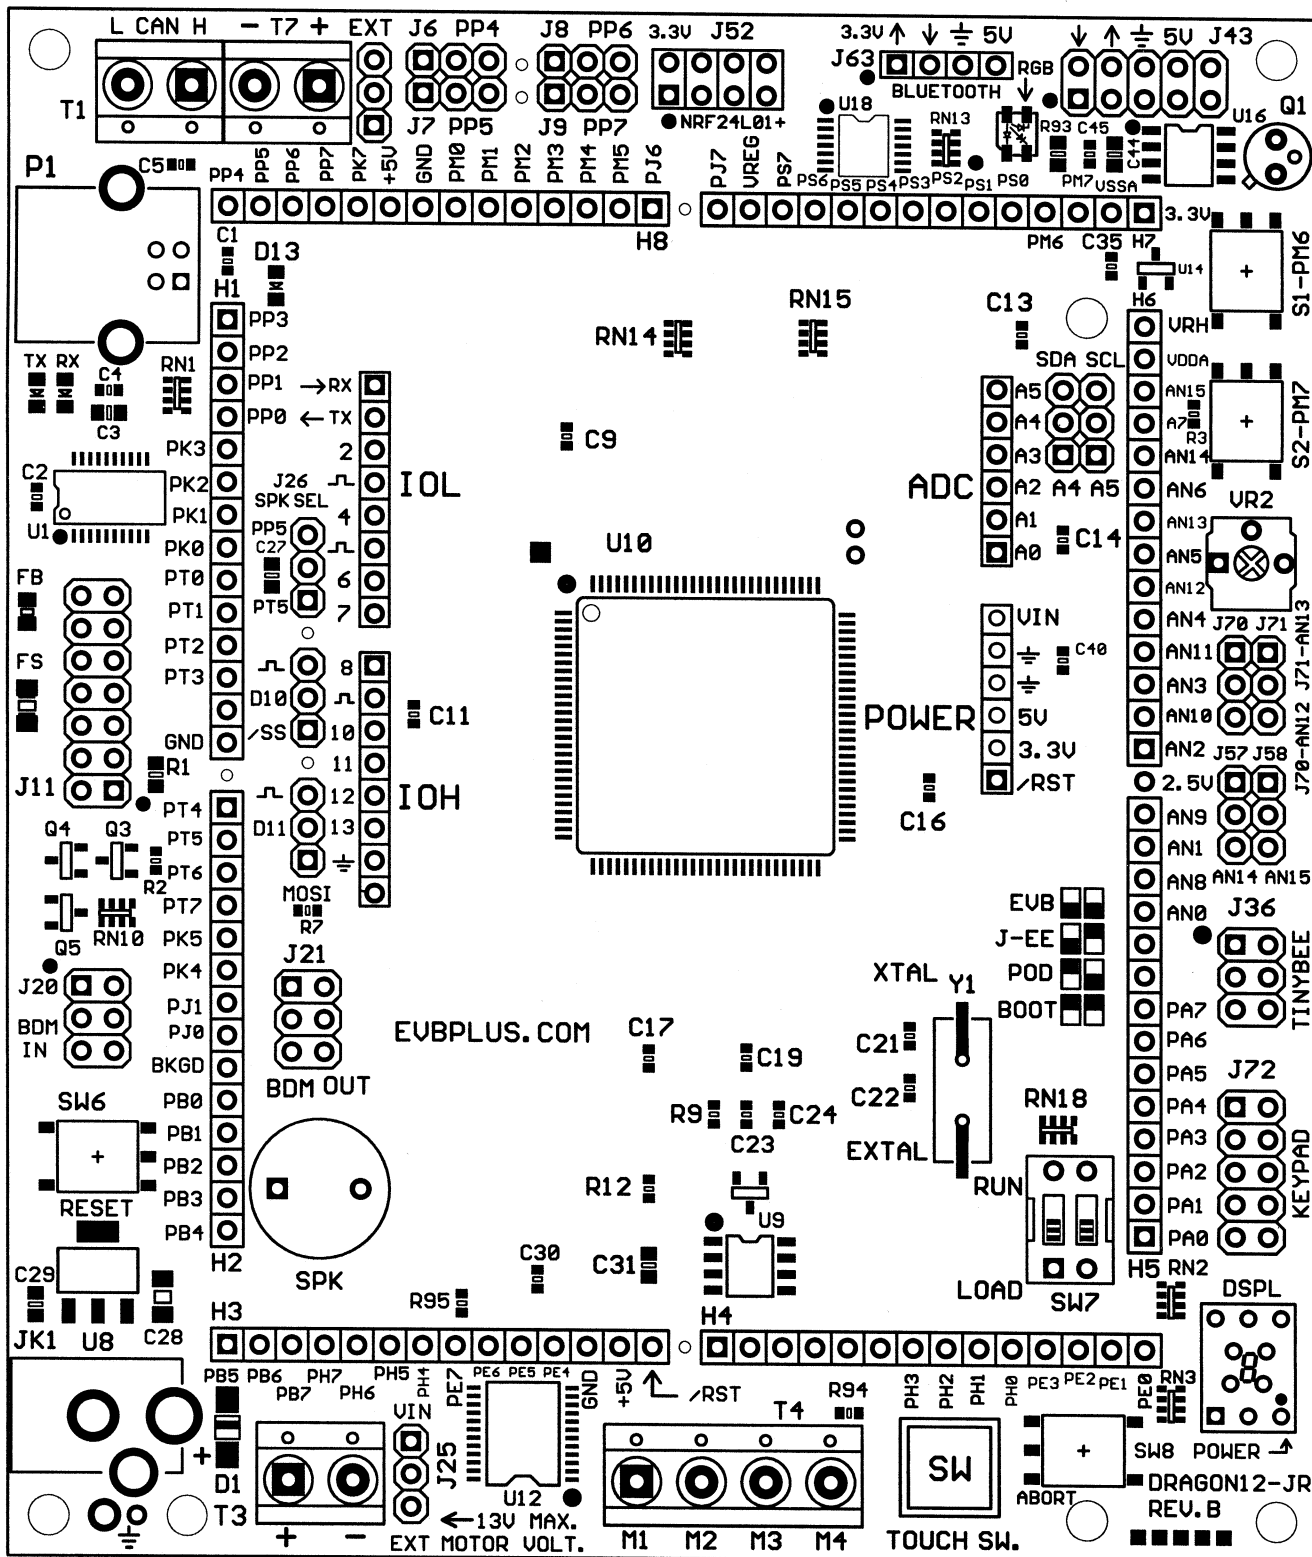 L CAN H
- T7 +
EXT
J6 PP4
J8 PP6
3.3V J52
3.3V ↑ ↓ ⏚ 5V
↓ ↑ ⏚ 5V J43
J63
BLUETOOTH
RGB
T1
J7 PP5
J9 PP7
NRF24L01+
U18
RN13
R93 C45
C44
U16
Q1
P1
C5
PP4 PP5 PP6 PP7 PK7 +5V GND PM0 PM1 PM2 PM3 PM4 PM5 PJ6
PJ7 VREG PS7 PS6 PS5 PS4 PS3 PS2 PS1 PS0 PM6 PM7 VSSA 3.3V
H8
C35 H7
C1
D13
H1
U14
H6
S1-PM6
PP3
PP2
PP1
PP0
PK3
PK2
PK1
PK0
PT0
PT1
PT2
PT3
GND
RN14
RN15
C13
TX RX
C4
C3
RN1
→RX
←TX
2
4
6
7
IOL
C9
SDA SCL
A5
A4
A3
A2
A1
A0
ADC
A4 A5
VRH
VDDA
AN15
A7
AN14
AN6
AN13
AN5
AN12
AN4
AN11
AN3
AN10
AN2
R3
S2-PM7
VR2
C2
U1
J26
SPK SEL
PP5
C27
PT5
U10
C14
FB
FS
J11
R1
8
D10
/SS
10
11
12
D11
13
⏚
MOSI
R7
IOH
C11
POWER
VIN
⏚
⏚
5V
3.3V
/RST
C40
C16
J70 J71
J71-AN13
J70-AN12
J57 J58
2.5V
AN9
AN1
AN8
AN0
AN14 AN15
Q4 Q3
R2
Q5
RN10
PT4
PT5
PT6
PT7
PK5
PK4
PJ1
PJ0
BKGD
PB0
PB1
PB2
PB3
PB4
J20
BDM
IN
J21
BDM OUT
EVBPLUS.COM
EVB
J-EE
POD
BOOT
XTAL Y1
EXTAL
C17
C19
C21
C22
R9
C23
C24
J36
TINYBEE
PA7
PA6
PA5
PA4
PA3
PA2
PA1
PA0
J72
KEYPAD
RN18
RUN
LOAD
SW7
SW6
RESET
SPK
R12
U9
C30
C31
R95
H2
H3
H4
H5
RN2
DSPL
C29
JK1
U8
C28
PB5 PB6 PB7 PH7 PH6 PH5 PH4 PE7 PE6 PE5 PE4 GND +5V /RST
PH3 PH2 PH1 PH0 PE3 PE2 PE1 PE0
RN3
VIN
J25
U12
T4
R94
+
D1
T3
+ -
←13V MAX.
EXT MOTOR VOLT.
M1 M2 M3 M4
SW
TOUCH SW.
SW8
ABORT
POWER
DRAGON12-JR
REV.B